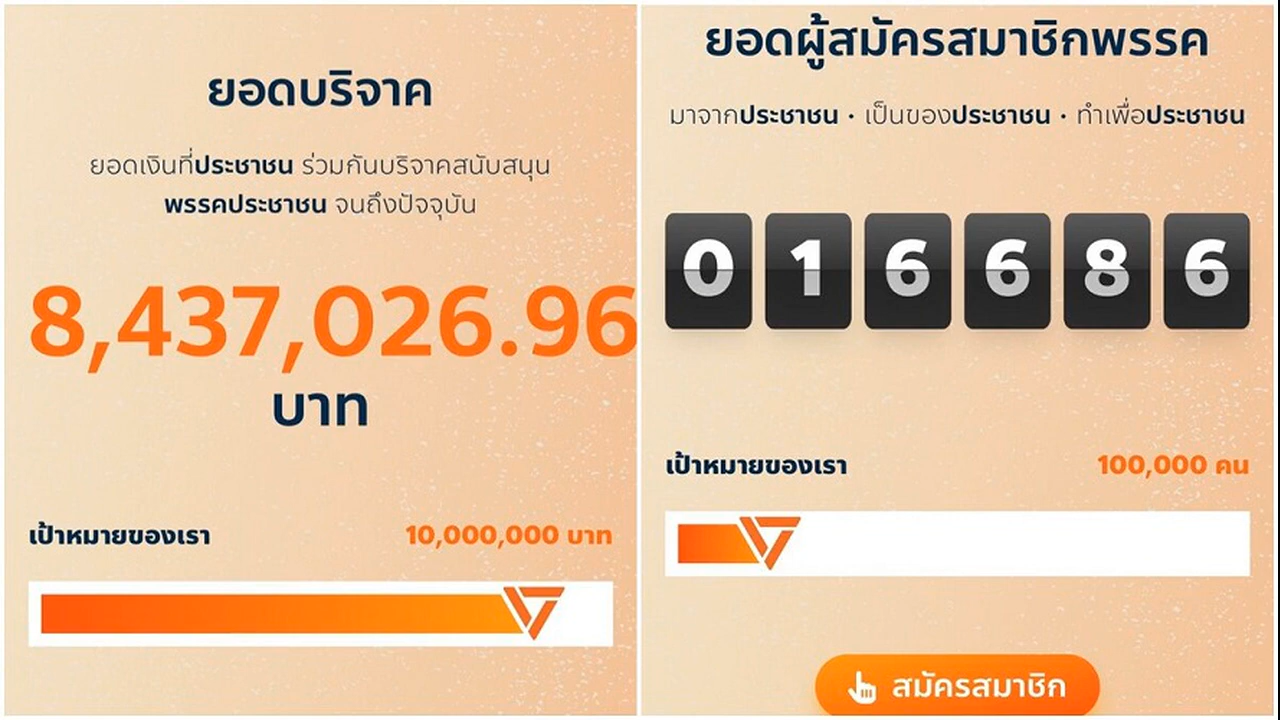 ยอดบริจาค
ยอดเงินที่ประชาชน ร่วมกันบริจาคสนับสนุน
พรรคประชาชน จนถึงปัจจุบัน
8,437,026.96
บาท
เป้าหมายของเรา 10,000,000 บาท
ยอดผู้สมัครสมาชิกพรรค
มาจากประชาชน · เป็นของประชาชน · ทำเพื่อประชาชน
016686
เป้าหมายของเรา 100,000 คน
สมัครสมาชิก